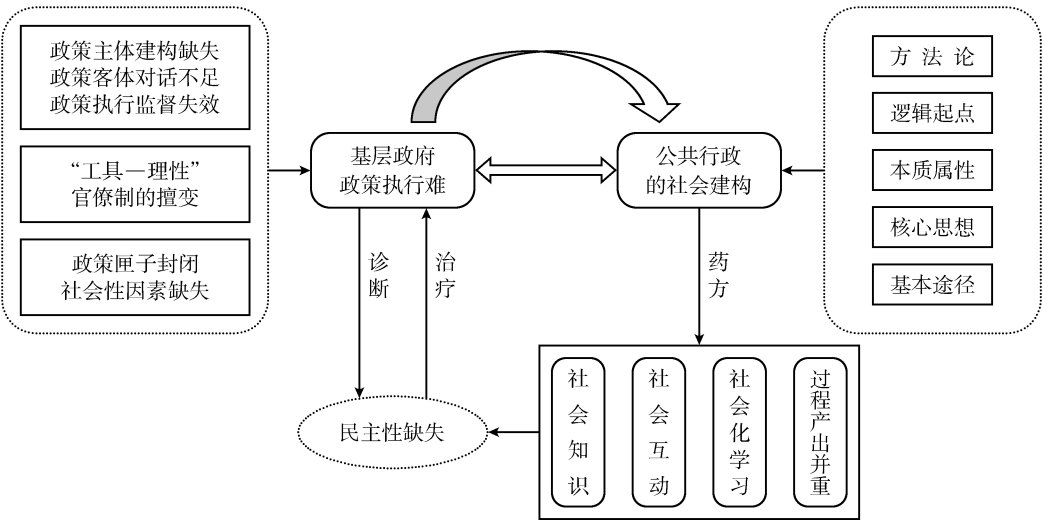 政策主体建构缺失
政策客体对话不足
政策执行监督失效
“工具—理性”
官僚制的擅变
政策匣子封闭
社会性因素缺失
基层政府
政策执行难
公共行政
的社会建构
方法论
逻辑起点
本质属性
核心思想
基本途径
诊断
治疗
药方
民主性缺失
社会知识
社会互动
社会化学习
过程产出并重